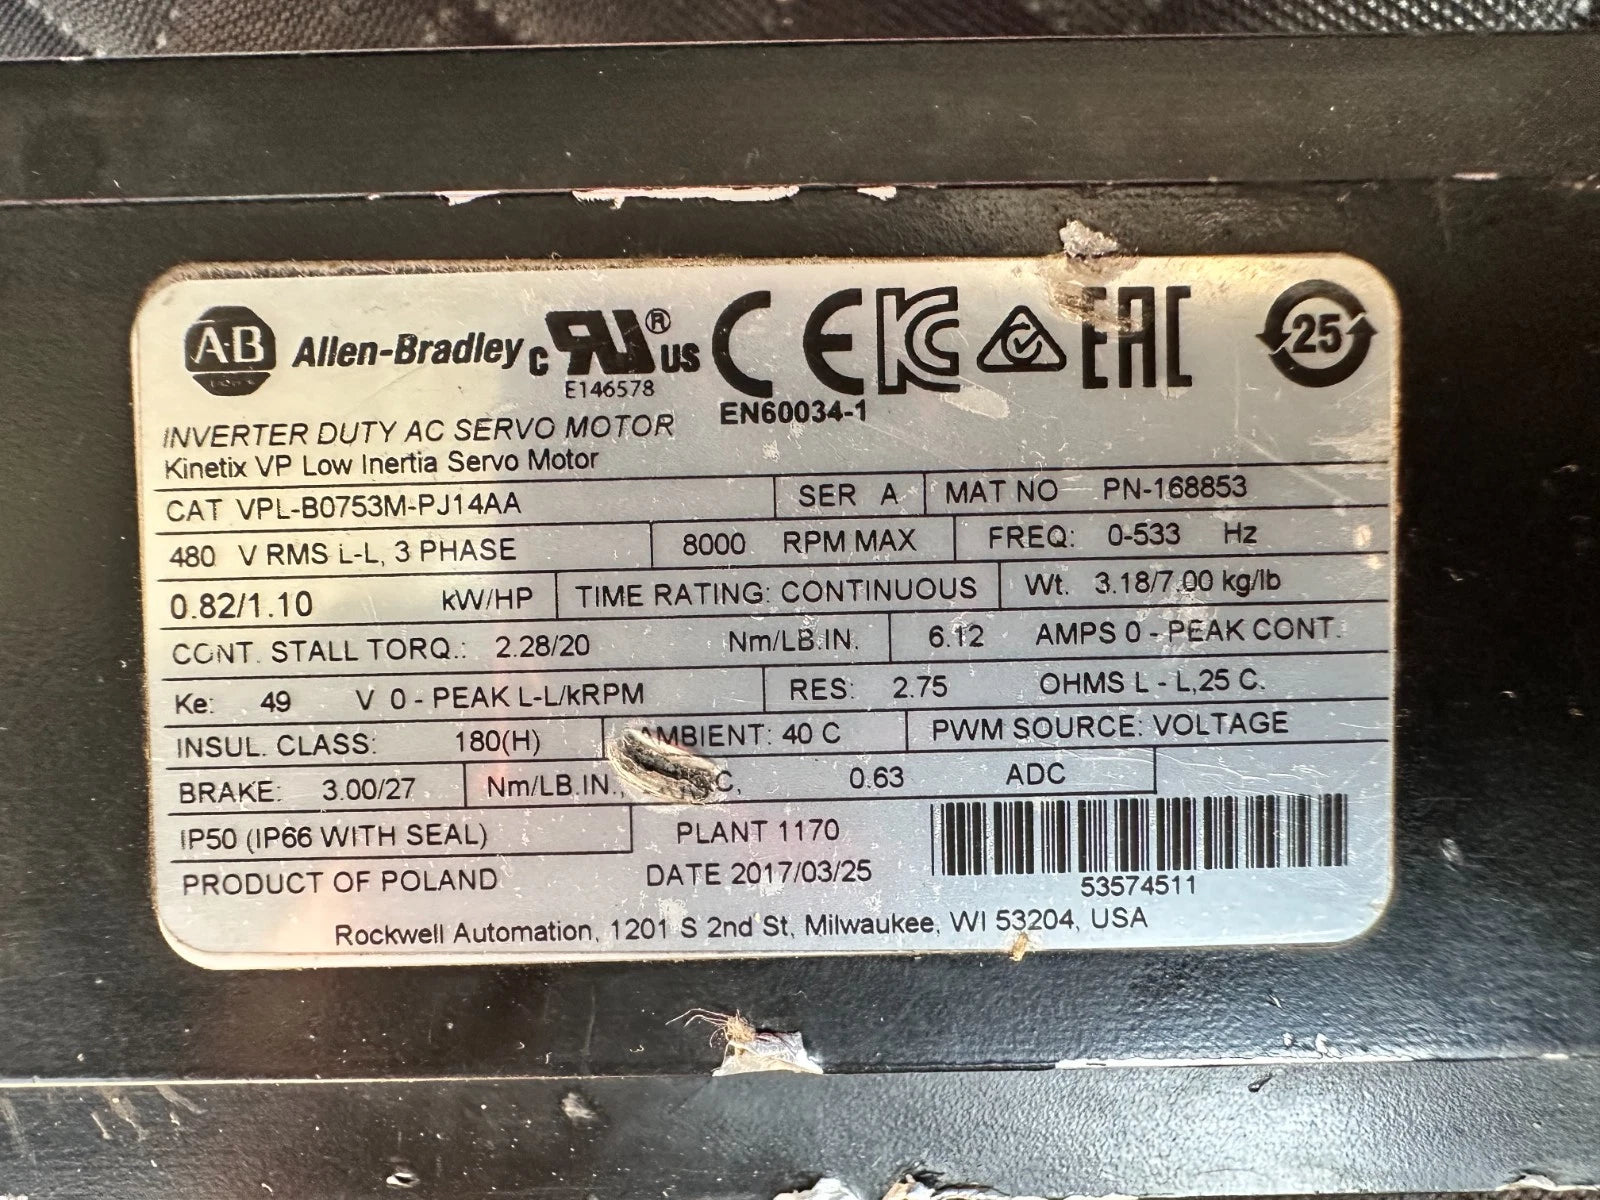 A·B Allen-Bradley c RU® US CE KC EAC 25
E146578
EN60034-1
INVERTER DUTY AC SERVO MOTOR
Kinetix VP Low Inertia Servo Motor
CAT VPL-B0753M-PJ14AA SER A MAT NO PN-168853
480 V RMS L-L, 3 PHASE 8000 RPM MAX FREQ: 0-533 Hz
0.82/1.10 kW/HP TIME RATING: CONTINUOUS Wt. 3.18/7.00 kg/lb
CONT. STALL TORQ.: 2.28/20 Nm/LB.IN. 6.12 AMPS 0 - PEAK CONT.
Ke: 49 V 0 - PEAK L-L/kRPM RES: 2.75 OHMS L - L,25 C.
INSUL. CLASS: 180(H) AMBIENT: 40 C PWM SOURCE: VOLTAGE
BRAKE: 3.00/27 Nm/LB.IN., 0.63 ADC
IP50 (IP66 WITH SEAL) PLANT 1170
PRODUCT OF POLAND DATE 2017/03/25 53574511
Rockwell Automation, 1201 S 2nd St, Milwaukee, WI 53204, USA